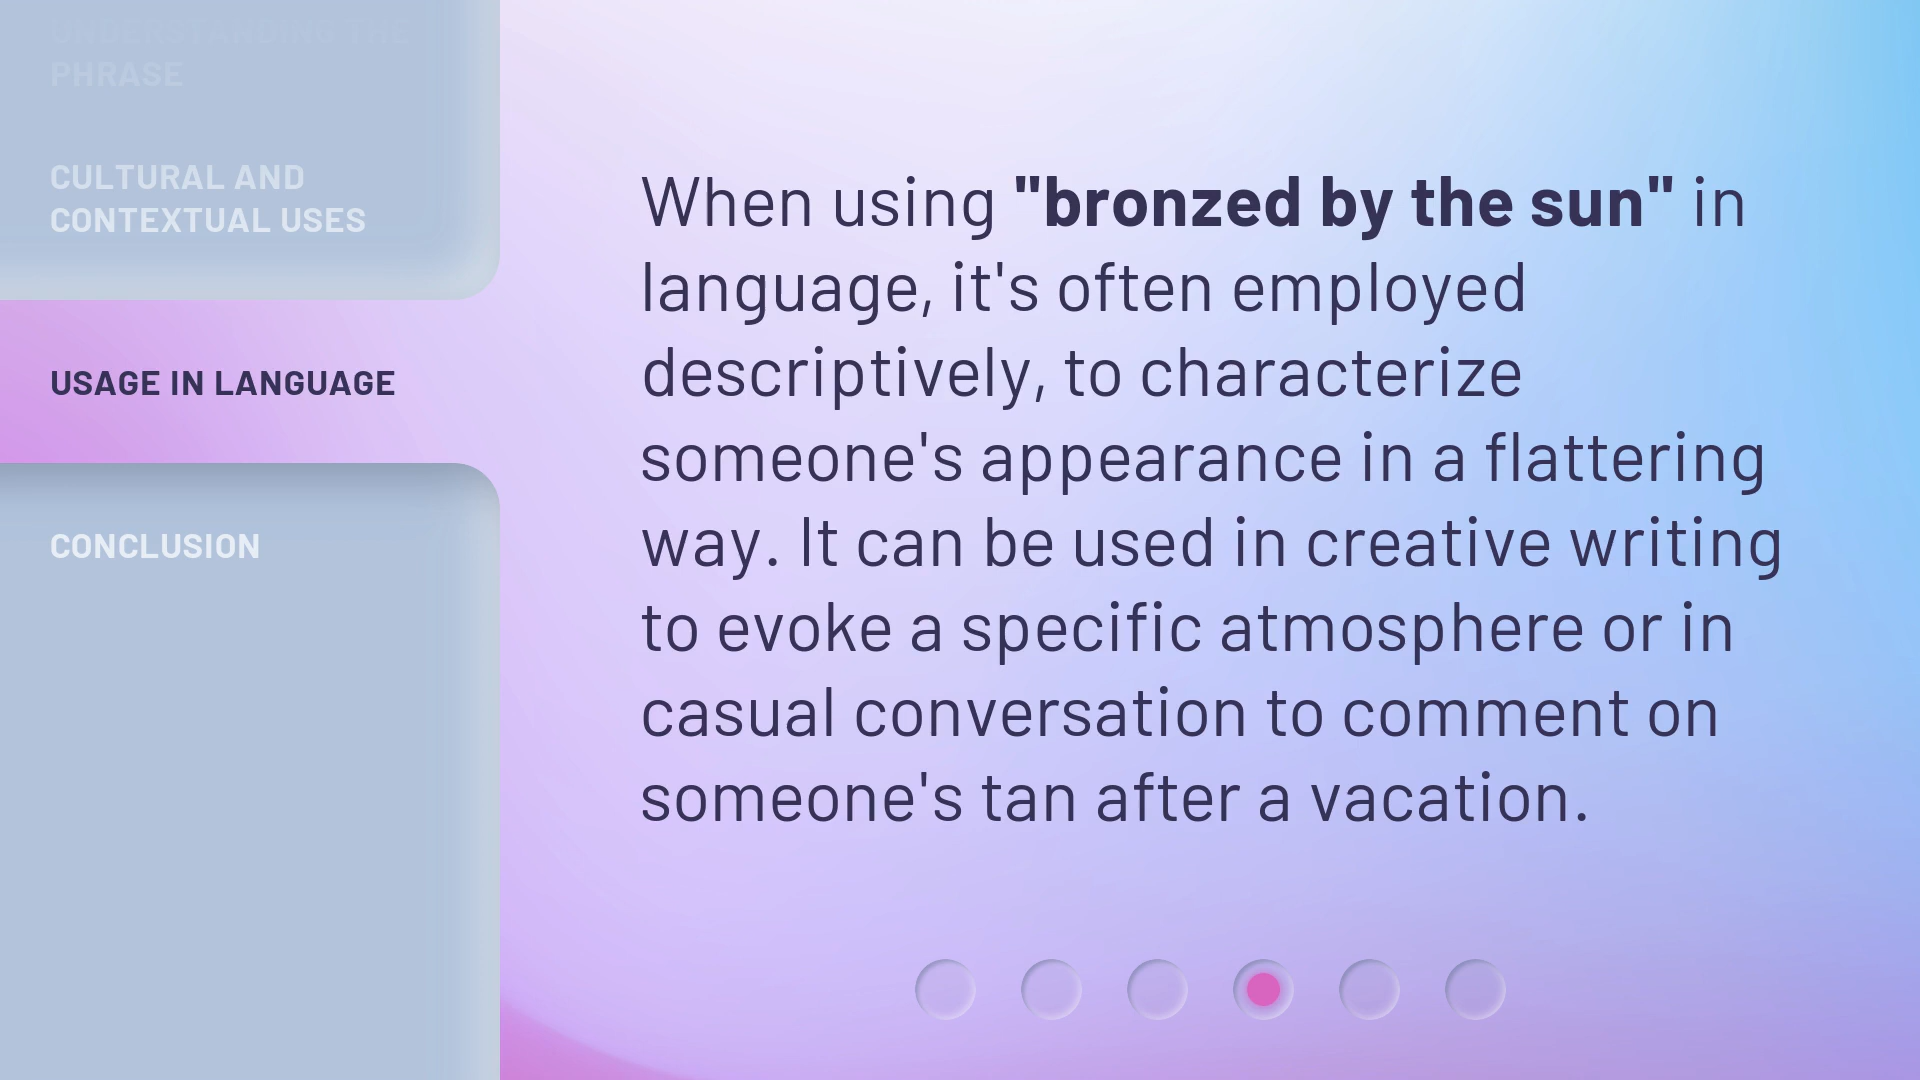 UNDERSTANDING THE
PHRASE
CULTURAL AND
CONTEXTUAL USES
USAGE IN LANGUAGE
CONCLUSION
When using "bronzed by the sun" in
language, it's often employed
descriptively, to characterize
someone's appearance in a flattering
way. It can be used in creative writing
to evoke a specific atmosphere or in
casual conversation to comment on
someone's tan after a vacation.